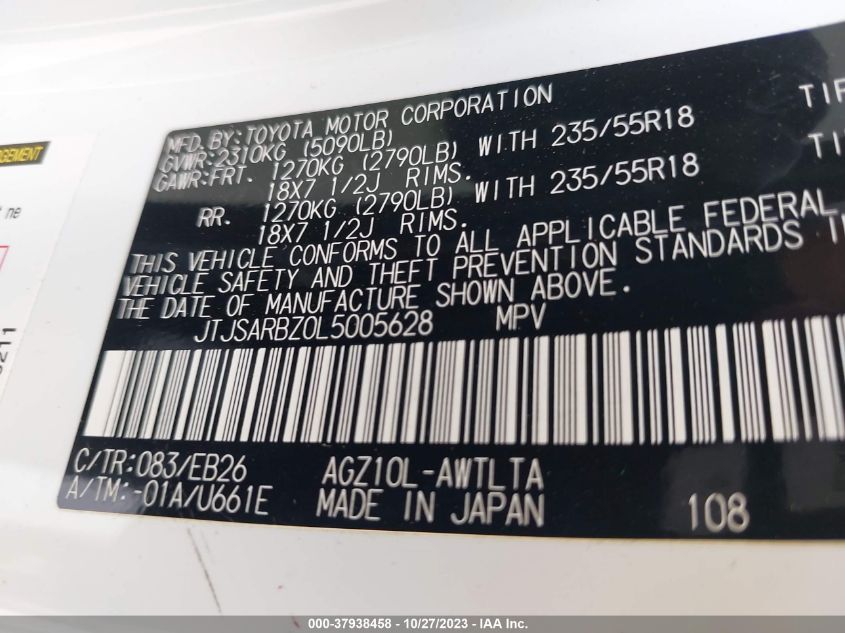 MFD. BY:TOYOTA MOTOR CORPORATION
GVWR:2310KG (5090LB)
GAWR:FRT. 1270KG (2790LB) WITH 235/55R18 TIR
18X7 1/2J RIMS.
RR. 1270KG (2790LB) WITH 235/55R18 TI
18X7 1/2J RIMS.
THIS VEHICLE CONFORMS TO ALL APPLICABLE FEDERAL
VEHICLE SAFETY AND THEFT PREVENTION STANDARDS I
THE DATE OF MANUFACTURE SHOWN ABOVE.
JTJSARBZ0L5005628 MPV
C/TR:083/EB26 AGZ10L-AWTLTA
A/TM:-01A/U661E MADE IN JAPAN 108
ne
000-37938458 - 10/27/2023 - IAA Inc.